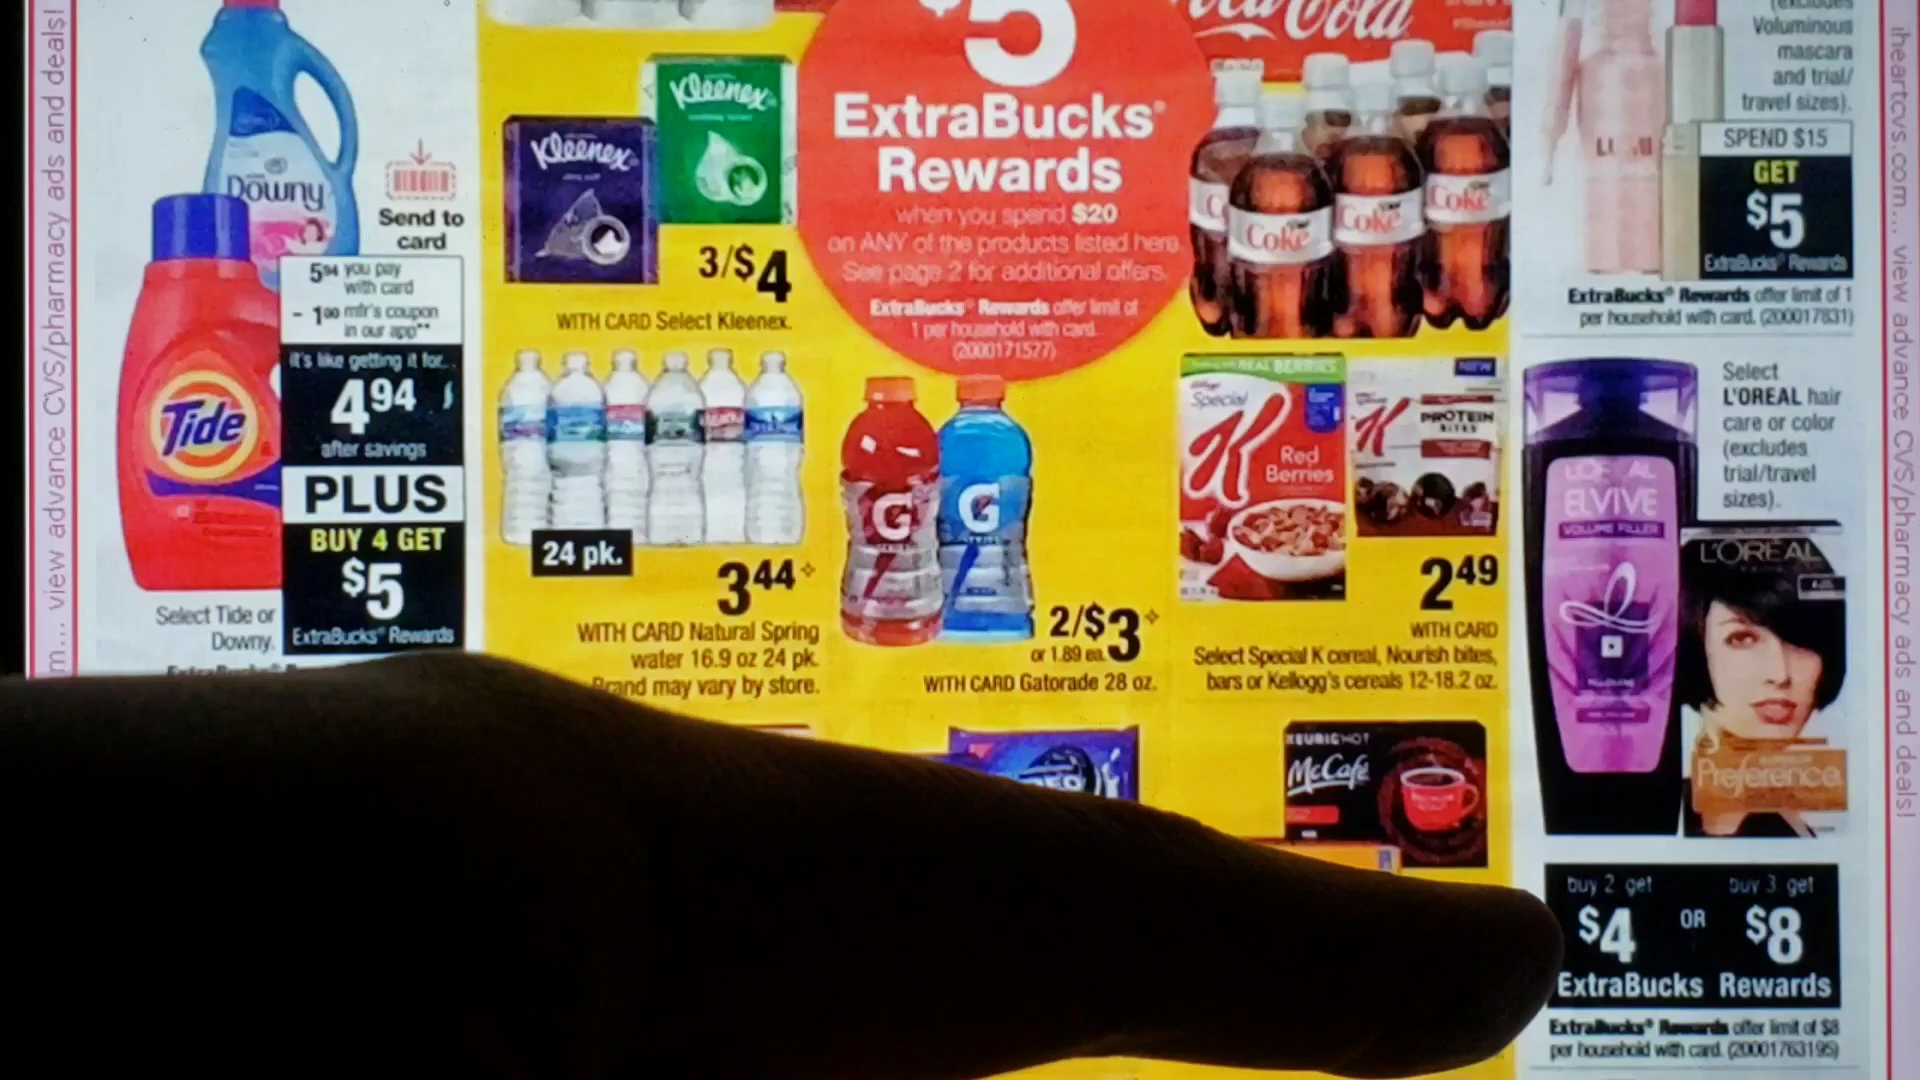 m... view advance CVS/pharmacy ads and deals!
Downy
Send to
card
5.94 you pay
with card
- 1.00 mfr's coupon
in our app**
it's like getting it for...
4.94
after savings
PLUS
BUY 4 GET
$5
ExtraBucks® Rewards
Tide
Select Tide or
Downy.
Kleenex
Kleenex
3/$4
WITH CARD Select Kleenex.
24 pk.
3.44
WITH CARD Natural Spring
water 16.9 oz 24 pk.
Brand may vary by store.
$5
ExtraBucks®
Rewards
when you spend $20
on ANY of the products listed here.
See page 2 for additional offers.
ExtraBucks® Rewards offer limit of
1 per household with card.
(2000171577)
G
G
2/$3
or 1.89 ea.
WITH CARD Gatorade 28 oz.
Coca Cola
Coke
Coke
Coke
REAL BERRIES
Special
K
Red
Berries
NEW
K
PROTEIN
BITES
2.49
WITH CARD
Select Special K cereal, Nourish bites,
bars or Kellogg's cereals 12-18.2 oz.
KEURIG HOT
McCafé
(excludes
Voluminous
mascara
and trial/
travel sizes).
SPEND $15
GET
$5
ExtraBucks® Rewards
ExtraBucks® Rewards offer limit of 1
per household with card. (200017831)
Select
L'OREAL hair
care or color
(excludes
trial/travel
sizes).
ELVIVE
VOLUME FILLER
L'ORÉAL
Preference
buy 2 get
$4
OR
buy 3 get
$8
ExtraBucks Rewards
ExtraBucks® Rewards offer limit of $8
per household with card. (20001763195)
iheartcvs.com... view advance CVS/pharmacy ads and deals!